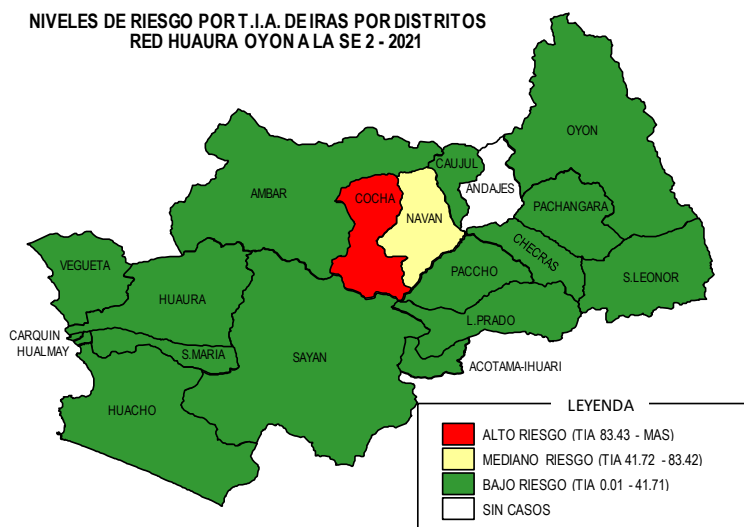 NIVELES DE RIESGO POR T.I.A. DE IRAS POR DISTRITOS
RED HUAURA OYON A LA SE 2 - 2021
OYON
CAUJUL
ANDAJES
AMBAR
COCHA
NAVAN
PACHANGARA
CHECRAS
VEGUETA
PACCHO
S.LEONOR
HUAURA
L.PRADO
CARQUIN
HUALMAY
S.MARIA
SAYAN
ACOTAMA-IHUARI
HUACHO
LEYENDA
ALTO RIESGO (TIA 83.43 - MAS)
MEDIANO RIESGO (TIA 41.72 - 83.42)
BAJO RIESGO (TIA 0.01 - 41.71)
SIN CASOS